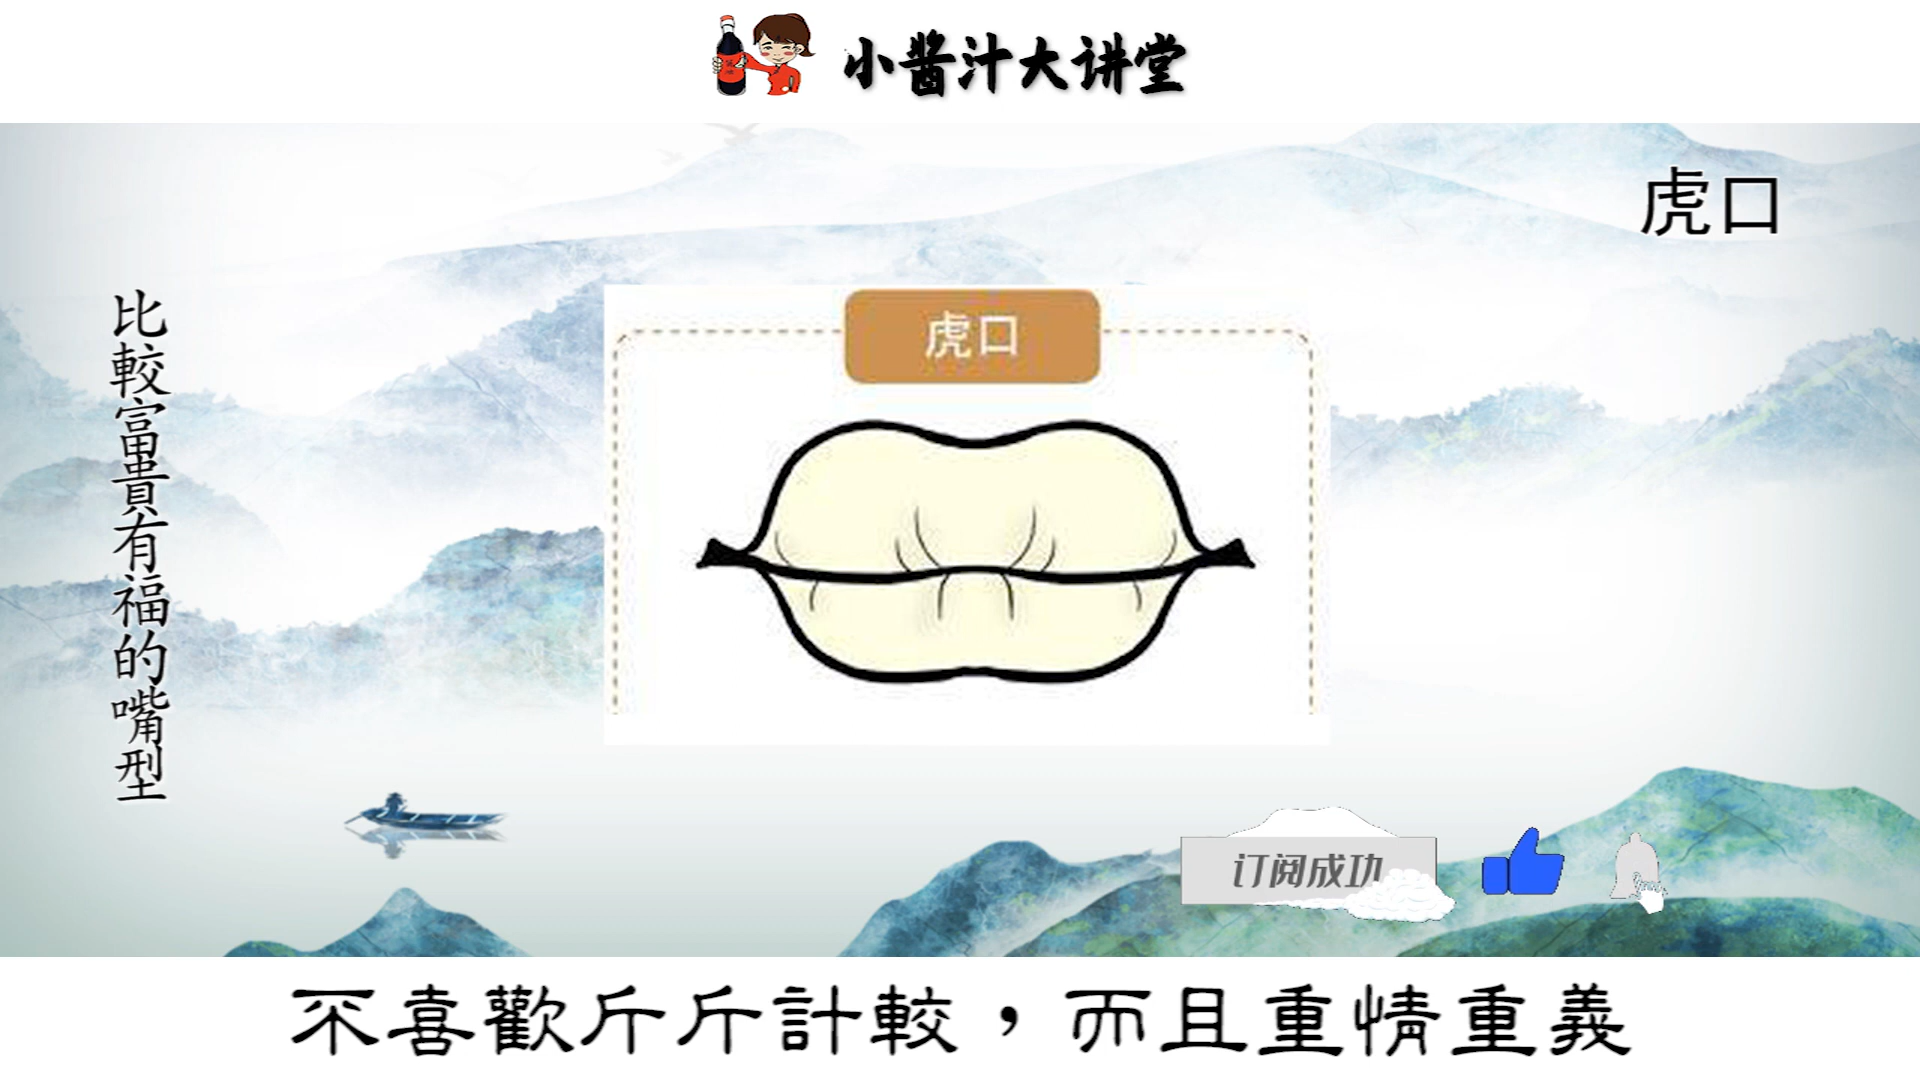 小酱汁大讲堂
虎口
比較富貴有福的嘴型
虎口
订阅成功
不喜歡斤斤計較，而且重情重義